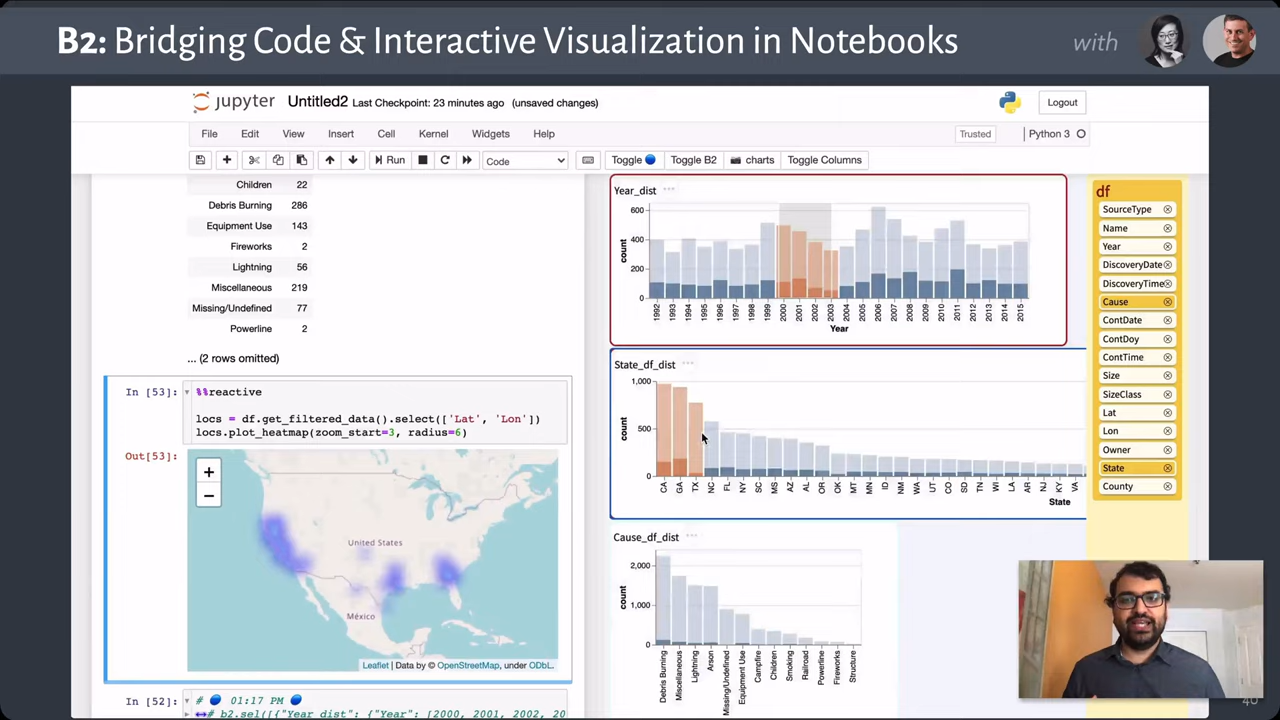 B2: Bridging Code & Interactive Visualization in Notebooks
with
jupyter Untitled2 Last Checkpoint: 23 minutes ago (unsaved changes)
Logout
File Edit View Insert Cell Kernel Widgets Help
Trusted
Python 3
Run
Code
Toggle
Toggle B2
charts
Toggle Columns
Children 22
Debris Burning 286
Equipment Use 143
Fireworks 2
Lightning 56
Miscellaneous 219
Missing/Undefined 77
Powerline 2
... (2 rows omitted)
In [53]:
%%reactive
locs = df.get_filtered_data().select(['Lat', 'Lon'])
locs.plot_heatmap(zoom_start=3, radius=6)
Out[53]:
+
−
United States
México
Leaflet | Data by © OpenStreetMap, under ODbL.
In [52]:
# 🔵 01:17 PM 🔵
# b2.sel([{"Year_dist": {"Year": [2000, 2001, 2002, 20
Year_dist
count
600
400
200
0
1992 1993 1994 1995 1996 1997 1998 1999 2000 2001 2002 2003 2004 2005 2006 2007 2008 2009 2010 2011 2012 2013 2014 2015
Year
State_df_dist
count
1,000
500
0
CA GA TX NC FL NY SC MS AZ AL OR OK MT MN ID NM WA UT CO SD TN WI LA AR NJ KY VA
State
Cause_df_dist
count
2,000
1,000
0
Debris Burning Miscellaneous Lightning Arson Missing/Undefined Equipment Use Campfire Children Smoking Railroad Powerline Fireworks Structure
df
SourceType
Name
Year
DiscoveryDate
DiscoveryTime
Cause
ContDate
ContDoy
ContTime
Size
SizeClass
Lat
Lon
Owner
State
County
40